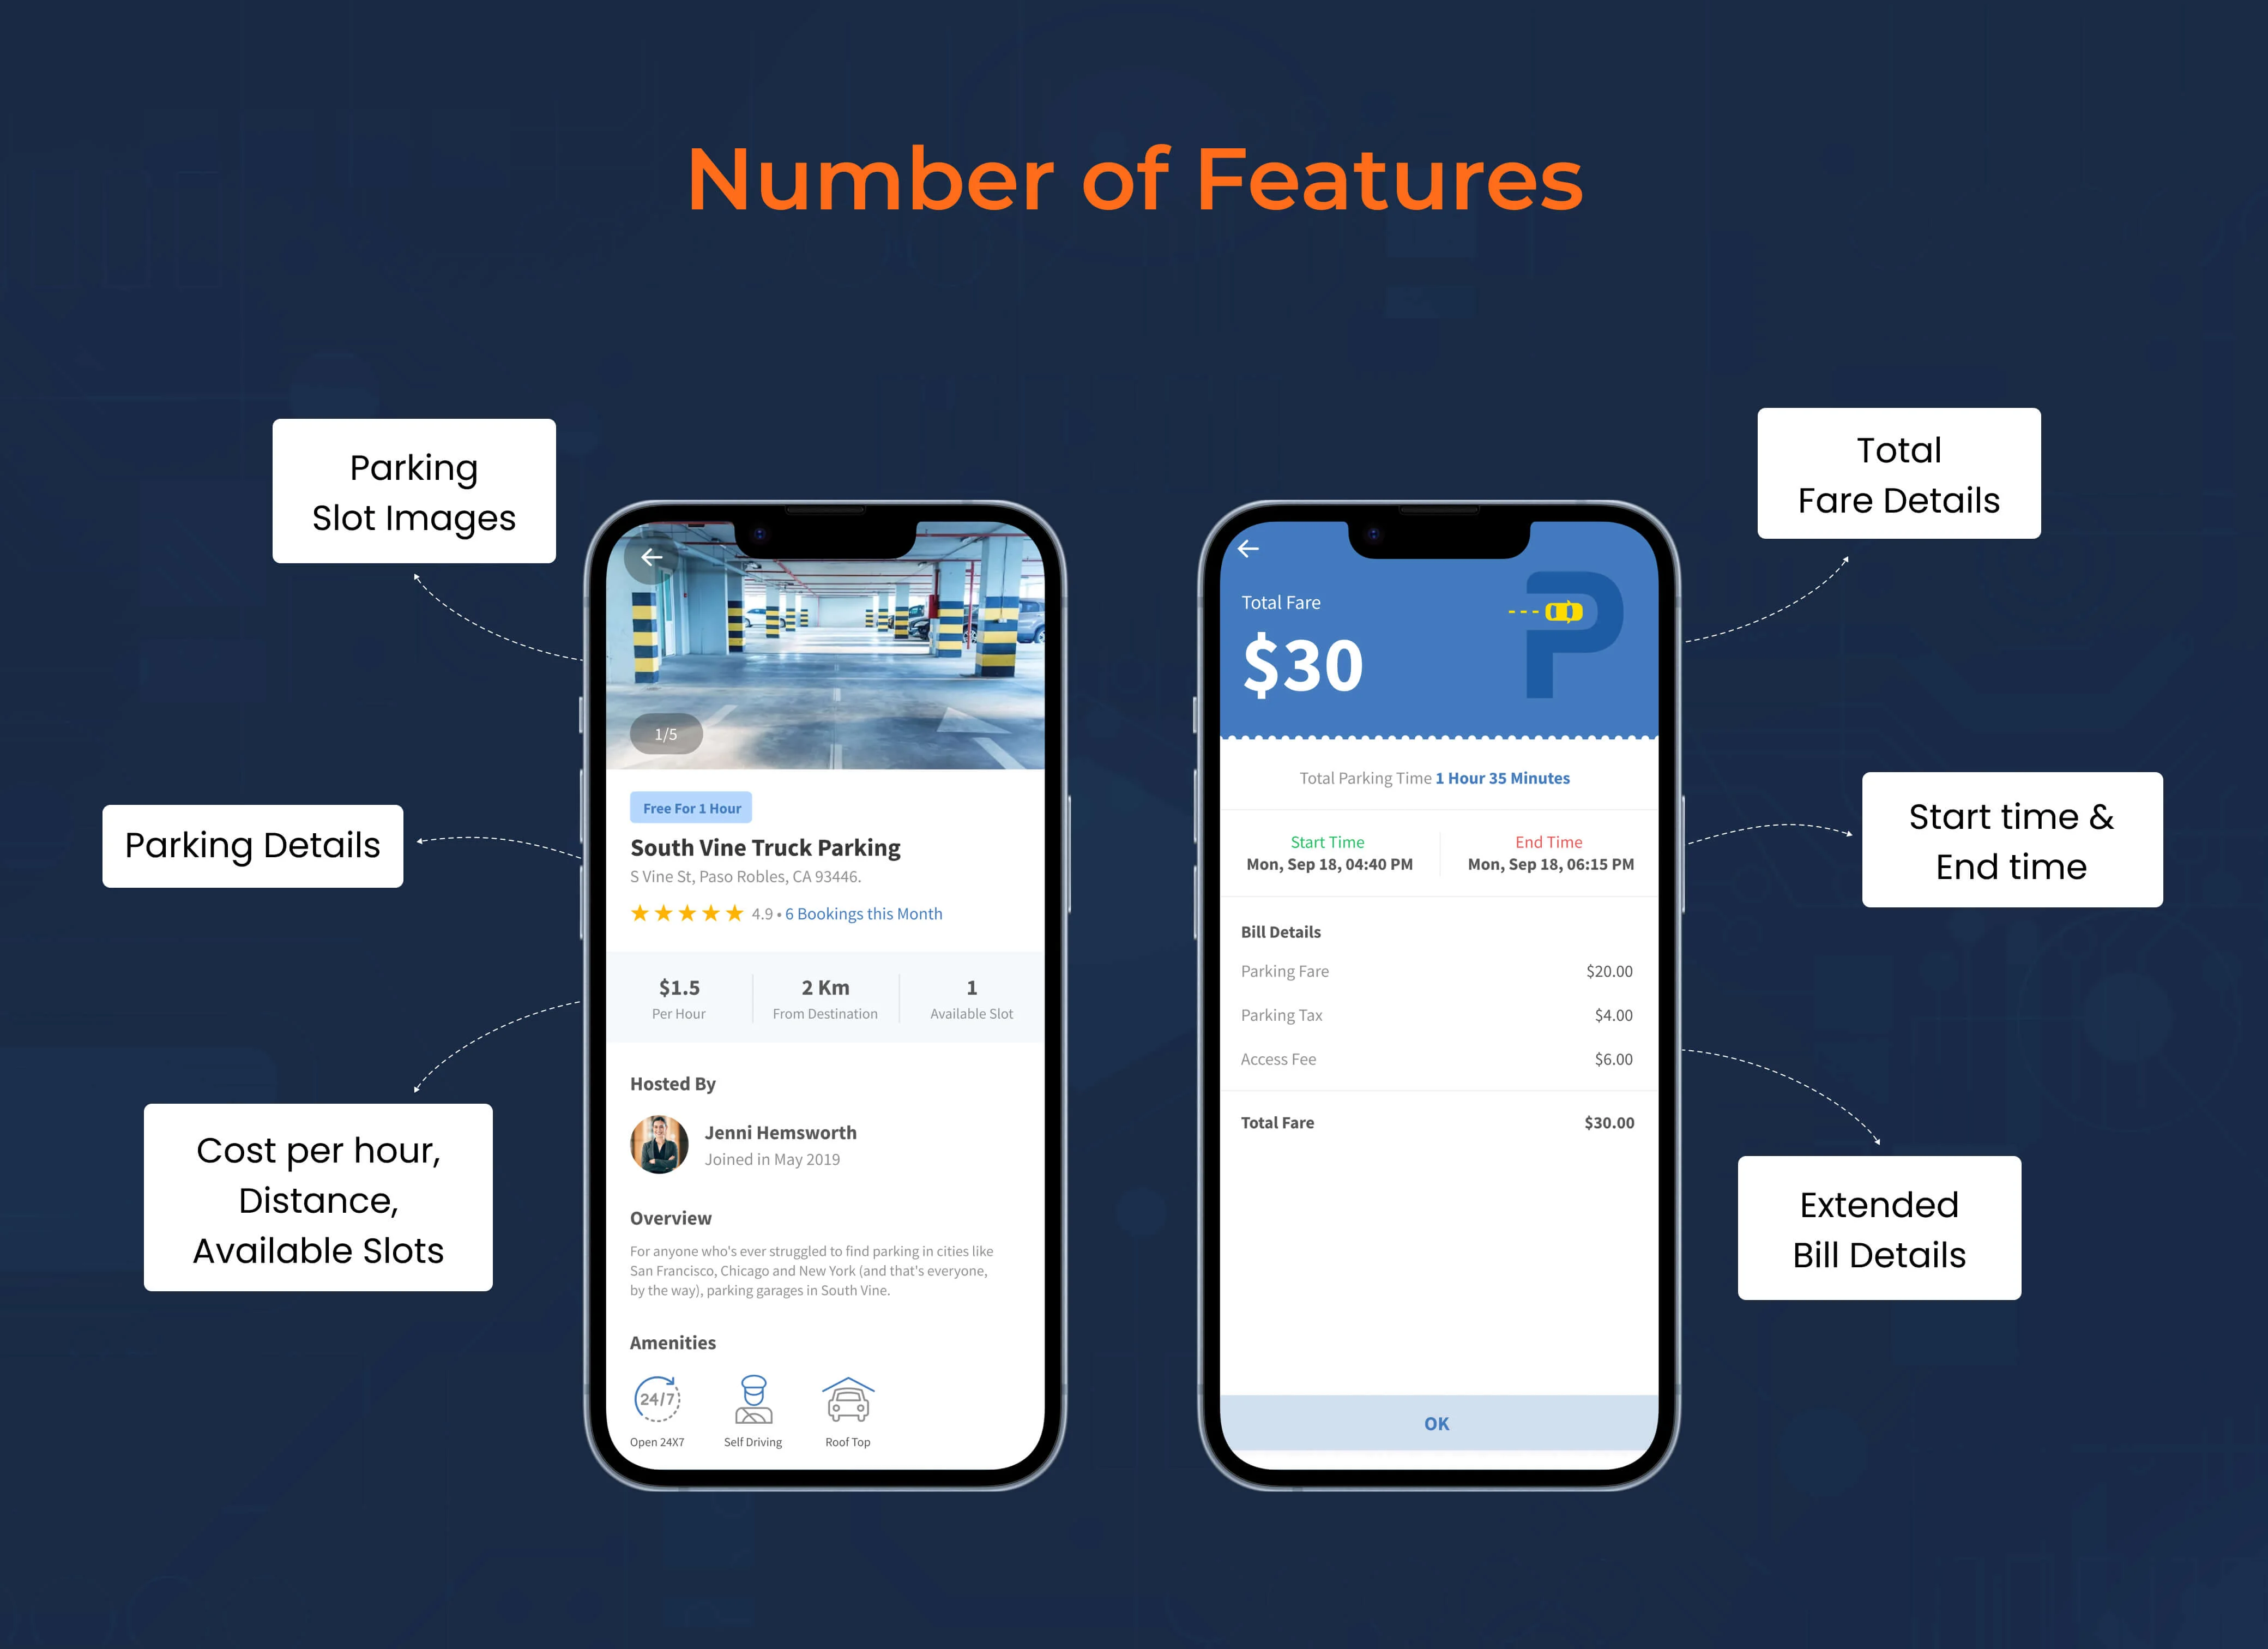 Number of Features
Parking
Slot Images
Parking Details
Cost per hour,
Distance,
Available Slots
1/5
Free For 1 Hour
South Vine Truck Parking
S Vine St, Paso Robles, CA 93446.
4.9 • 6 Bookings this Month
$1.5
Per Hour
2 Km
From Destination
1
Available Slot
Hosted By
Jenni Hemsworth
Joined in May 2019
Overview
For anyone who's ever struggled to find parking in cities like
San Francisco, Chicago and New York (and that's everyone,
by the way), parking garages in South Vine.
Amenities
24/7
Open 24X7
Self Driving
Roof Top
Total Fare
$30
P
Total Parking Time 1 Hour 35 Minutes
Start Time
Mon, Sep 18, 04:40 PM
End Time
Mon, Sep 18, 06:15 PM
Bill Details
Parking Fare $20.00
Parking Tax $4.00
Access Fee $6.00
Total Fare $30.00
OK
Total
Fare Details
Start time &
End time
Extended
Bill Details